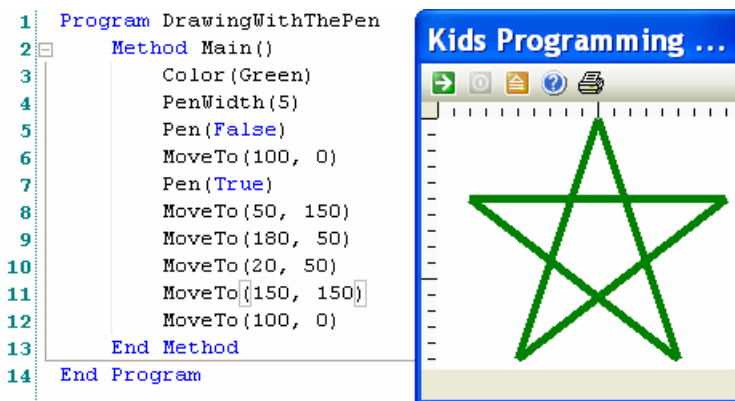 1 Program DrawingWithThePen
2 Method Main()
3 Color(Green)
4 PenWidth(5)
5 Pen(False)
6 MoveTo(100, 0)
7 Pen(True)
8 MoveTo(50, 150)
9 MoveTo(180, 50)
10 MoveTo(20, 50)
11 MoveTo(150, 150)
12 MoveTo(100, 0)
13 End Method
14 End Program
Kids Programming ...